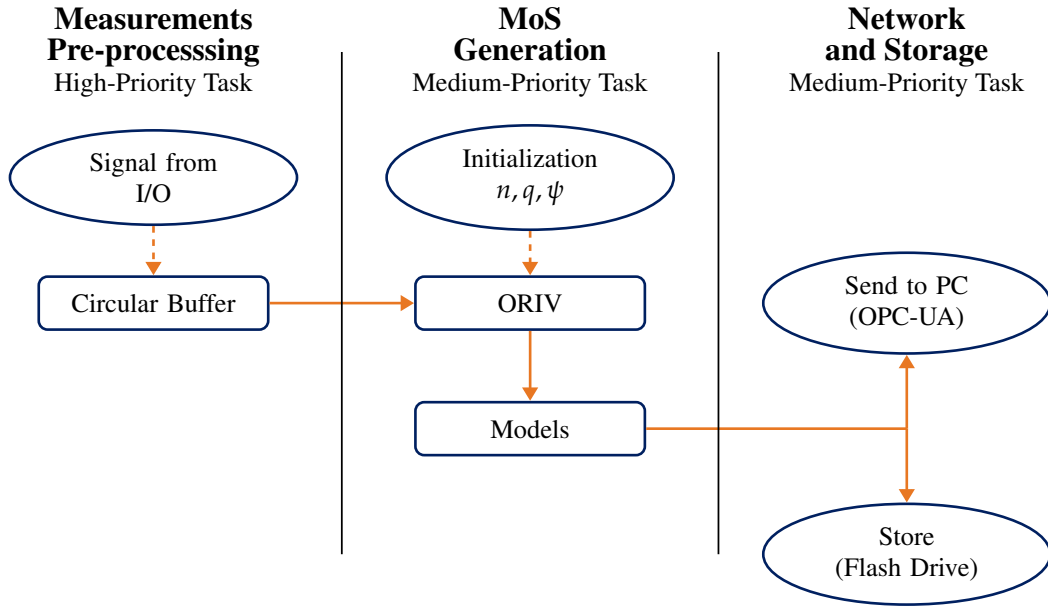 Measurements
Pre-processsing
High-Priority Task
Signal from
I/O
Circular Buffer
MoS
Generation
Medium-Priority Task
Initialization
n, q, ψ
ORIV
Models
Network
and Storage
Medium-Priority Task
Send to PC
(OPC-UA)
Store
(Flash Drive)